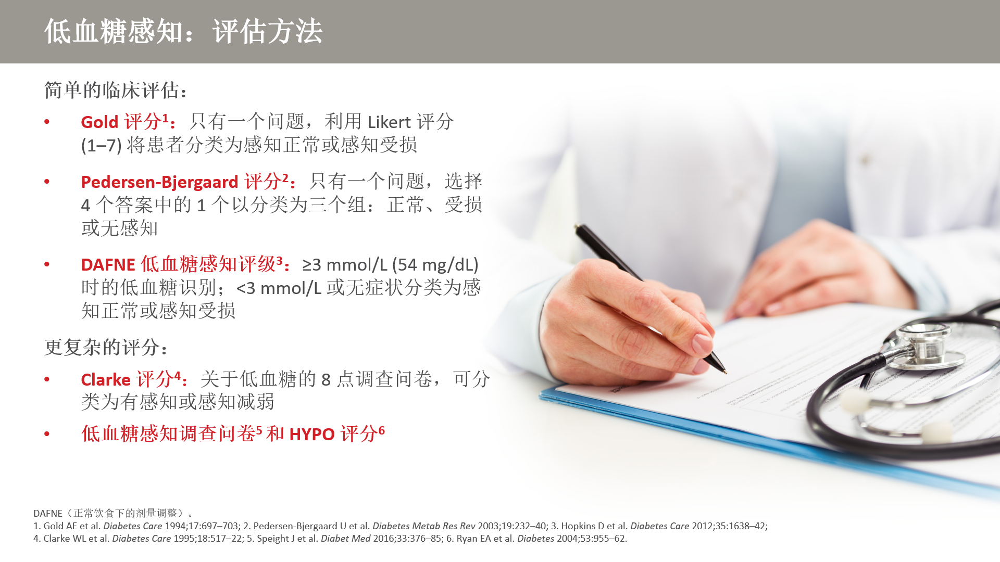 低血糖感知：评估方法
简单的临床评估：
• Gold 评分¹：只有一个问题，利用 Likert 评分
(1–7) 将患者分类为感知正常或感知受损
• Pedersen-Bjergaard 评分²：只有一个问题，选择
4 个答案中的 1 个以分类为三个组：正常、受损
或无感知
• DAFNE 低血糖感知评级³：≥3 mmol/L (54 mg/dL)
时的低血糖识别；<3 mmol/L 或无症状分类为感
知正常或感知受损
更复杂的评分：
• Clarke 评分⁴：关于低血糖的 8 点调查问卷，可分
类为有感知或感知减弱
• 低血糖感知调查问卷⁵ 和 HYPO 评分⁶
DAFNE（正常饮食下的剂量调整）。
1. Gold AE et al. Diabetes Care 1994;17:697–703; 2. Pedersen-Bjergaard U et al. Diabetes Metab Res Rev 2003;19:232–40; 3. Hopkins D et al. Diabetes Care 2012;35:1638–42;
4. Clarke WL et al. Diabetes Care 1995;18:517–22; 5. Speight J et al. Diabet Med 2016;33:376–85; 6. Ryan EA et al. Diabetes 2004;53:955–62.